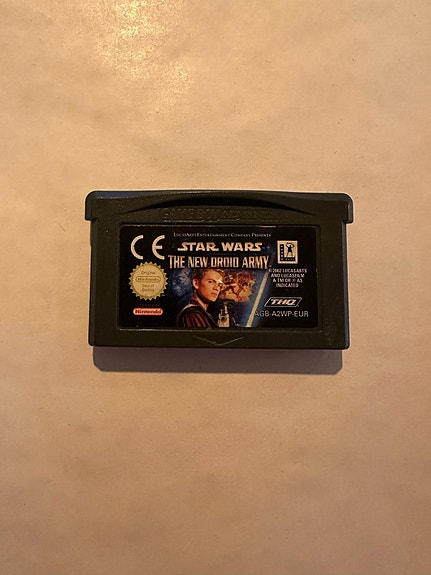 GAME BOY ADVANCE
LUCASARTS ENTERTAINMENT COMPANY PRESENTS
CE
STAR WARS
THE NEW DROID ARMY
Original
Nintendo
Seal of
Quality
Nintendo
© 2002 LUCASARTS
AND LUCASFILM
& TM OR ® AS
INDICATED
THQ
AGB-A2WP-EUR